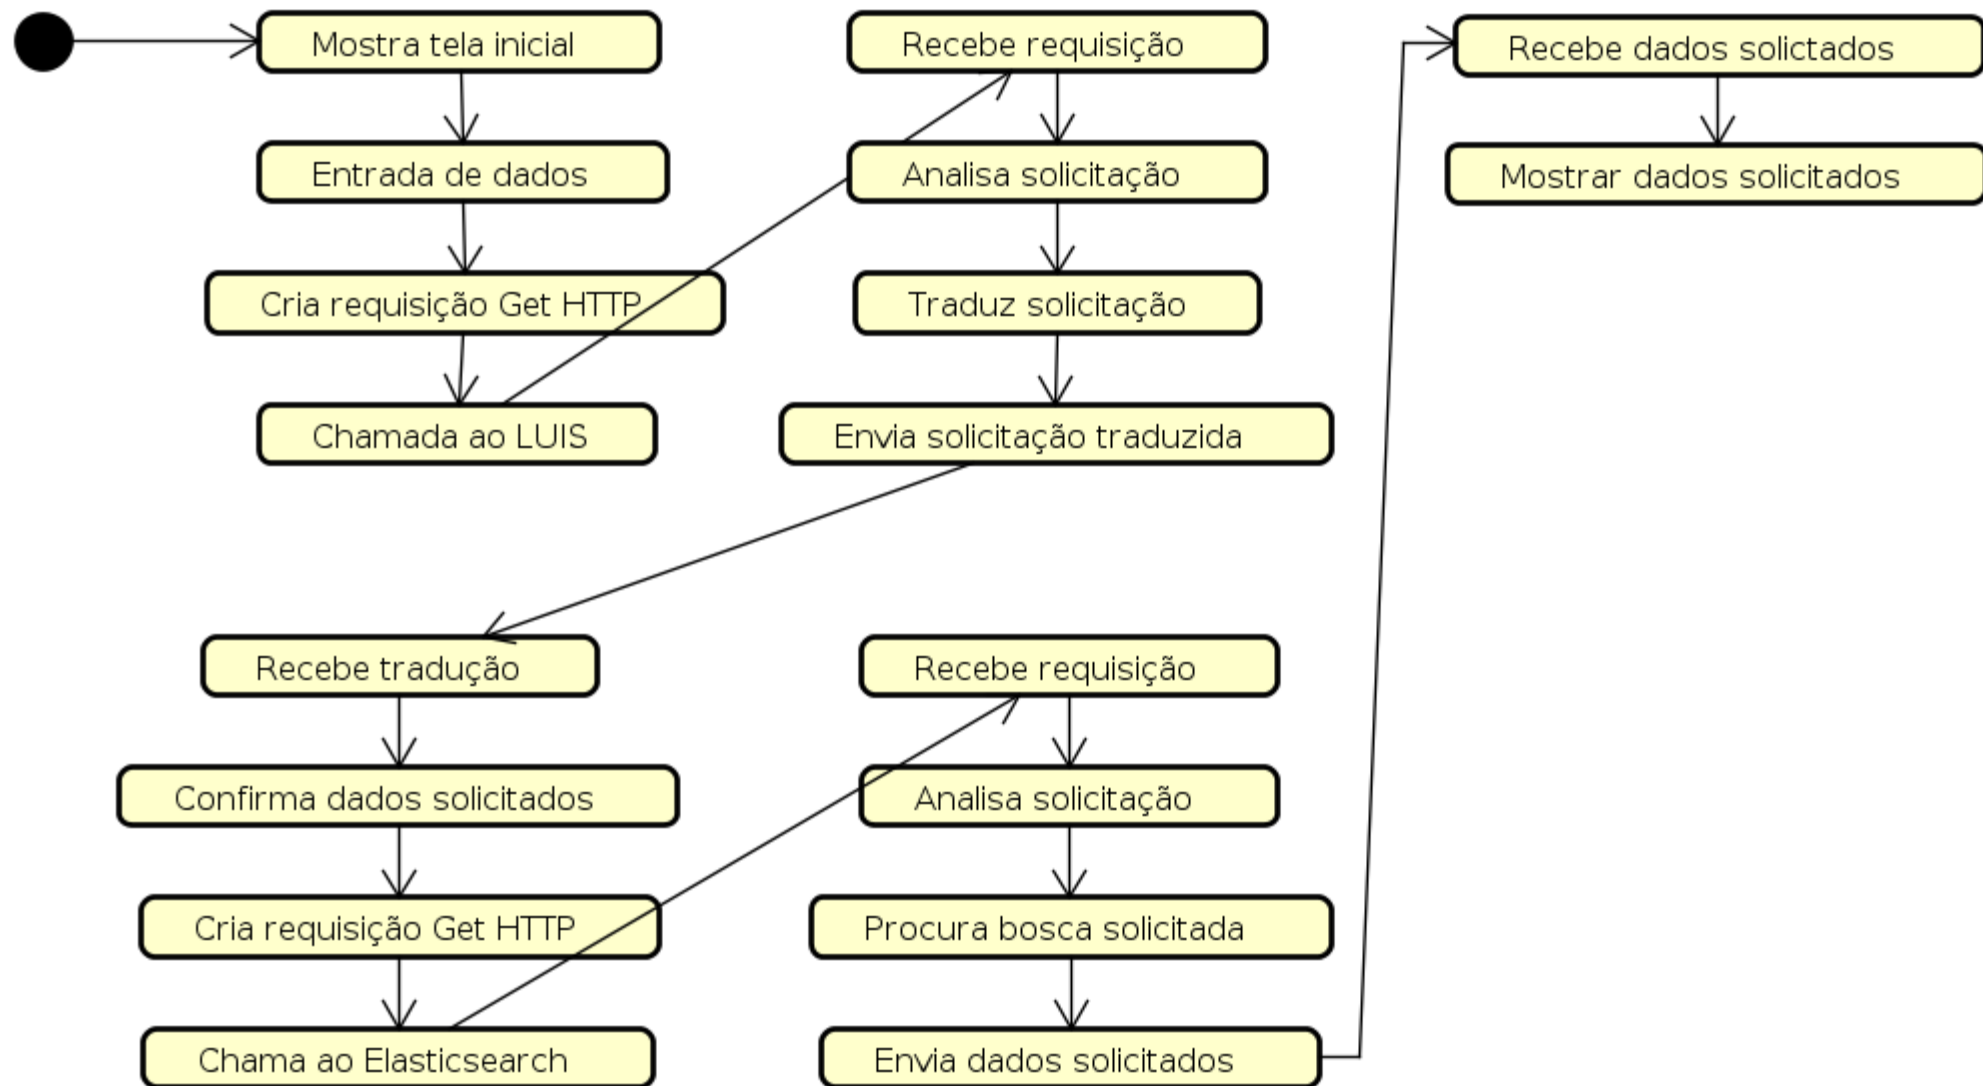 Mostra tela inicial
Entrada de dados
Cria requisição Get HTTP
Chamada ao LUIS
Recebe requisição
Analisa solicitação
Traduz solicitação
Envia solicitação traduzida
Recebe tradução
Confirma dados solicitados
Cria requisição Get HTTP
Chama ao Elasticsearch
Recebe requisição
Analisa solicitação
Procura bosca solicitada
Envia dados solicitados
Recebe dados solictados
Mostrar dados solicitados